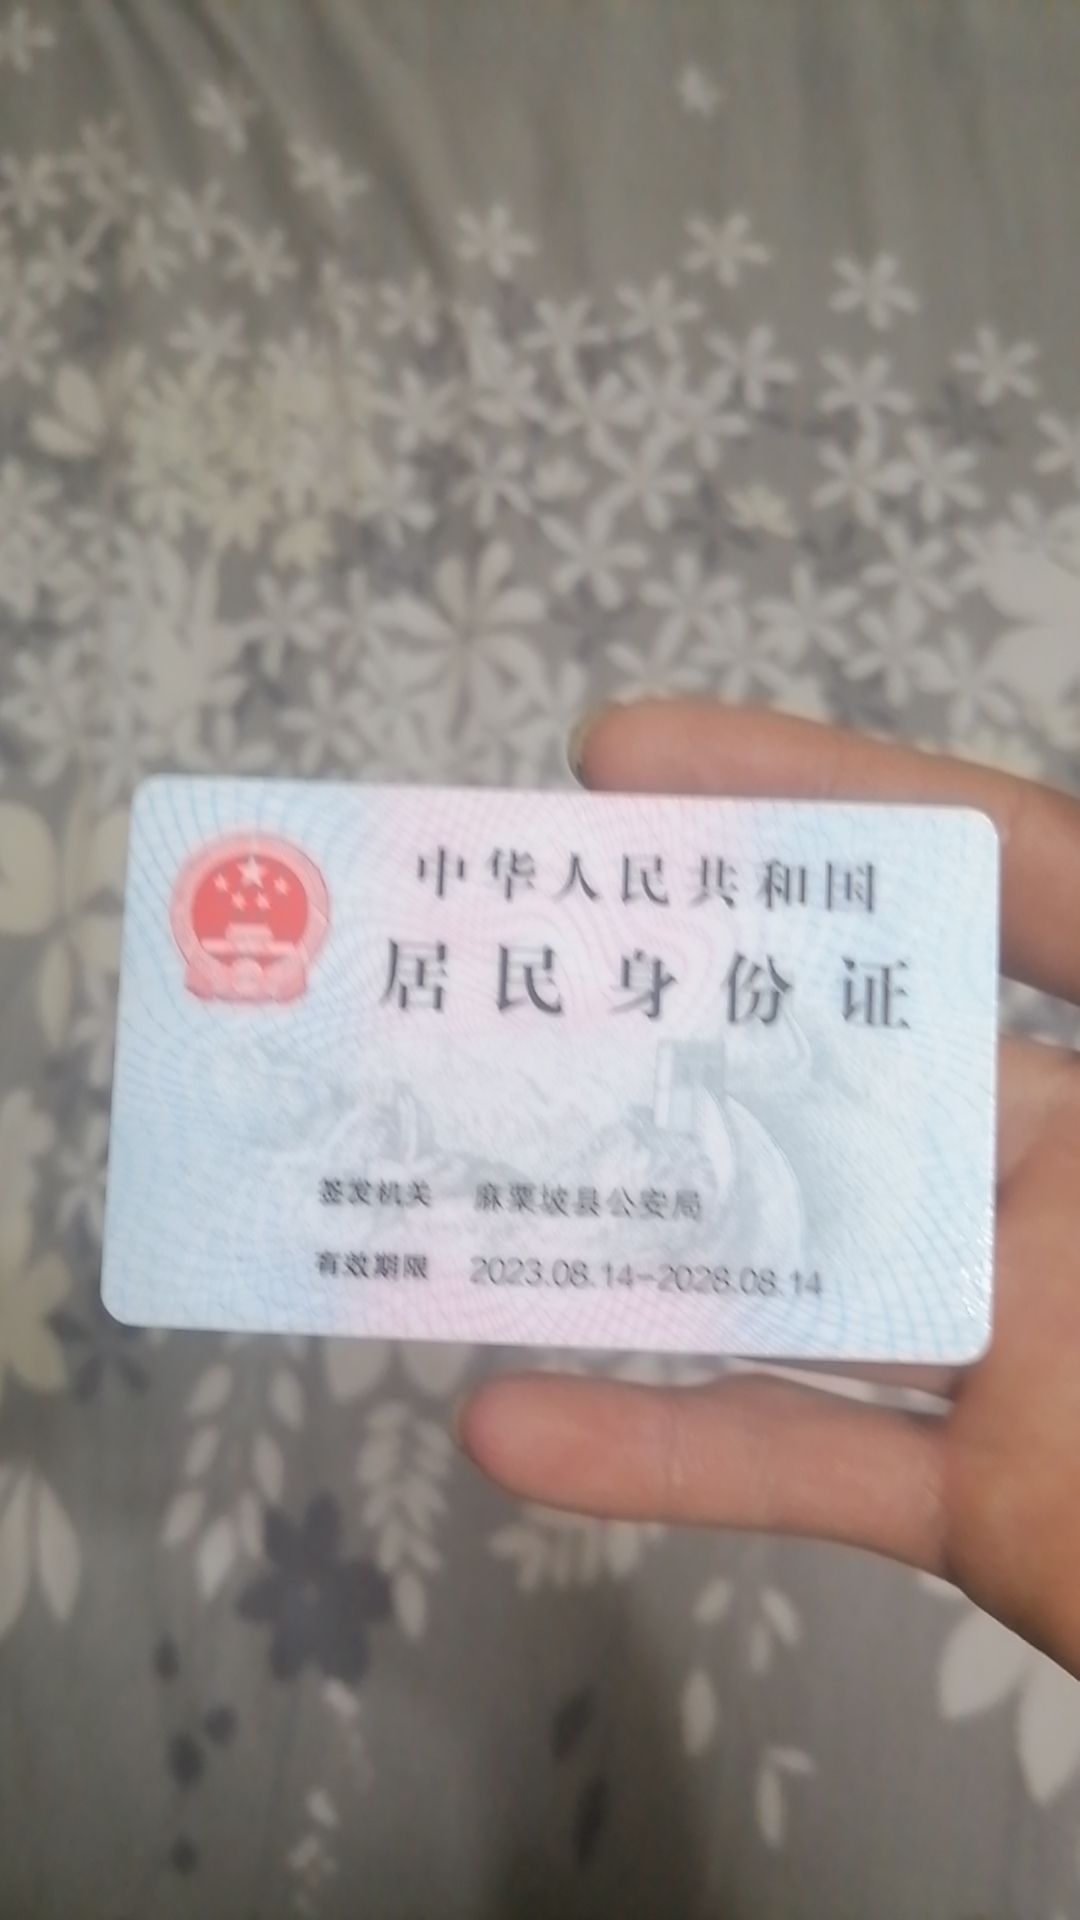 中华人民共和国
居民身份证
签发机关 麻栗坡县公安局
有效期限 2023.08.14-2028.08.14